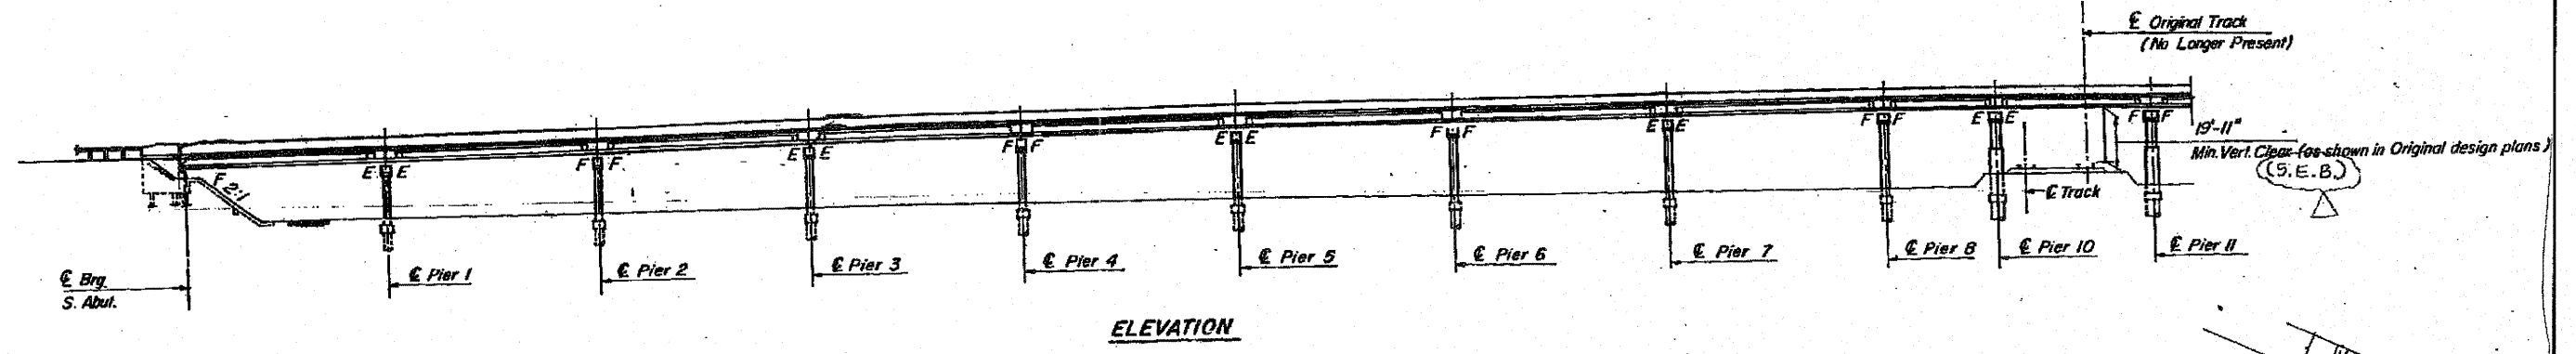 ℄ Original Track
(No Longer Present)
E E
F F
E E
F F
E E
F F
E E
F F
E E
F F
F 2:1
19'-11"
Min. Vert. Clear (as shown in Original design plans)
(S.E.B.)
℄ Track
℄ Brg
S. Abut.
℄ Pier 1
℄ Pier 2
℄ Pier 3
℄ Pier 4
℄ Pier 5
℄ Pier 6
℄ Pier 7
℄ Pier 8
℄ Pier 10
℄ Pier 11
ELEVATION